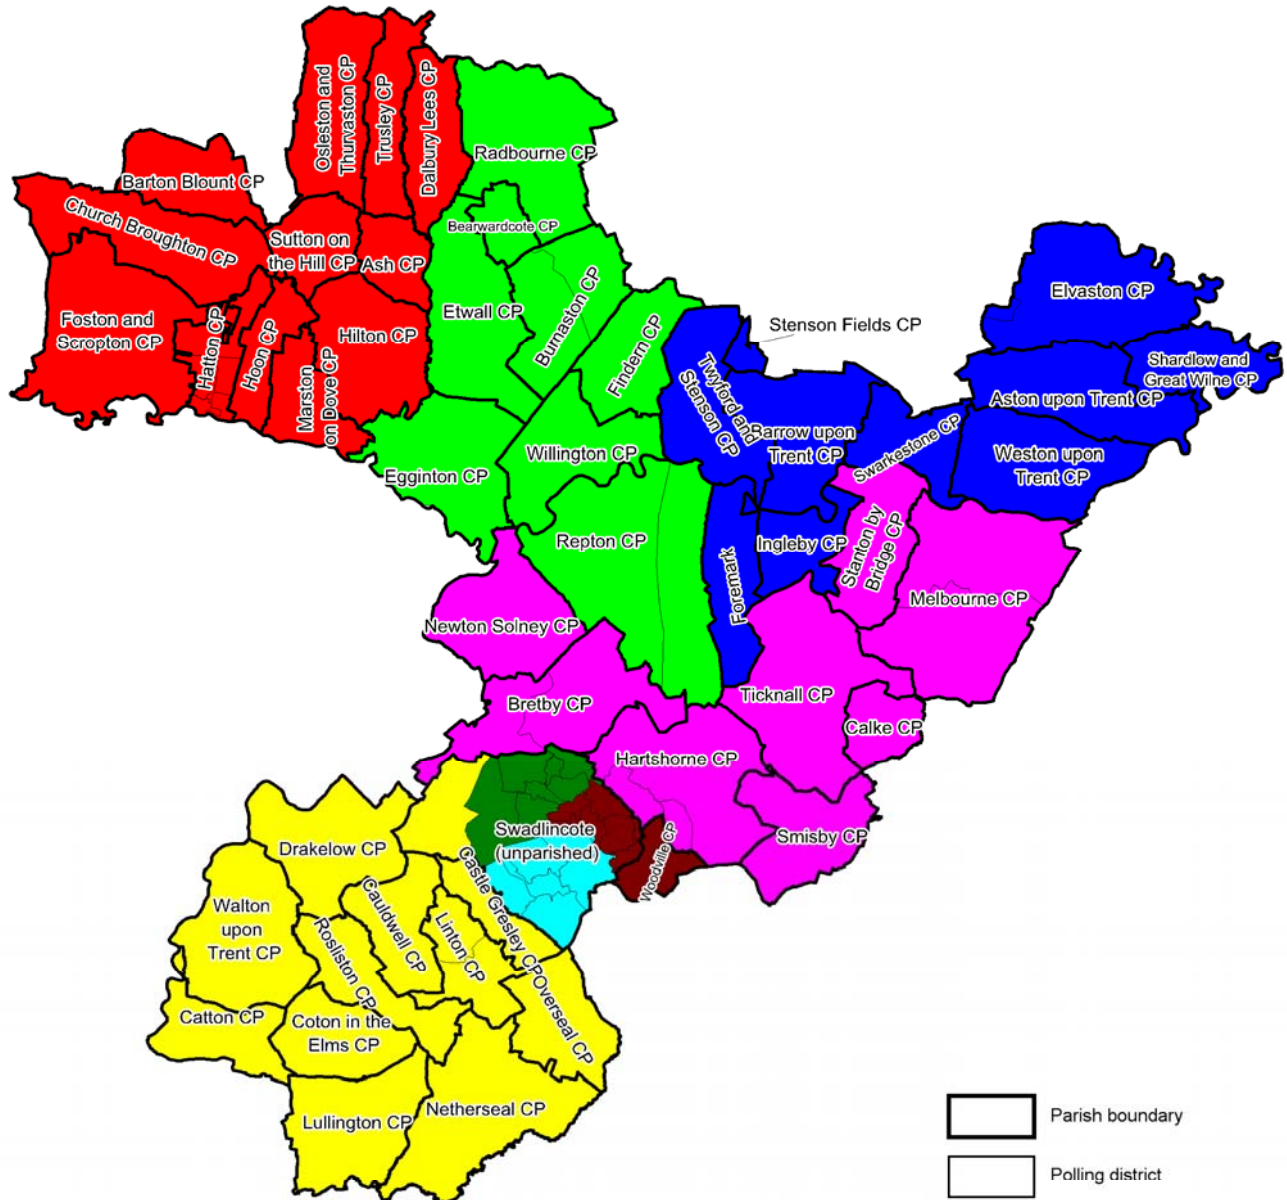 Osleston and
Thurvaston CP
Trusley CP
Dalbury Lees CP
Radbourne CP
Barton Blount CP
Church Broughton CP
Sutton on
the Hill CP
Ash CP
Bearwardcote CP
Foston and
Scropton CP
Hatton CP
Hoon CP
Marston
on Dove CP
Hilton CP
Etwall CP
Burnaston CP
Findern CP
Stenson Fields CP
Elvaston CP
Shardlow and
Great Wilne CP
Aston upon Trent CP
Twyford and
Stenson CP
Barrow upon
Trent CP
Swarkestone CP
Weston upon
Trent CP
Egginton CP
Willington CP
Repton CP
Foremark
Ingleby CP
Stanton by
Bridge CP
Melbourne CP
Newton Solney CP
Bretby CP
Ticknall CP
Calke CP
Hartshorne CP
Smisby CP
Swadlincote
(unparished)
Woodville CP
Drakelow CP
Castle Gresley CP
Cauldwell CP
Linton CP
Walton
upon
Trent CP
Rosliston CP
Overseal CP
Catton CP
Coton in the
Elms CP
Lullington CP
Netherseal CP
Parish boundary
Polling district